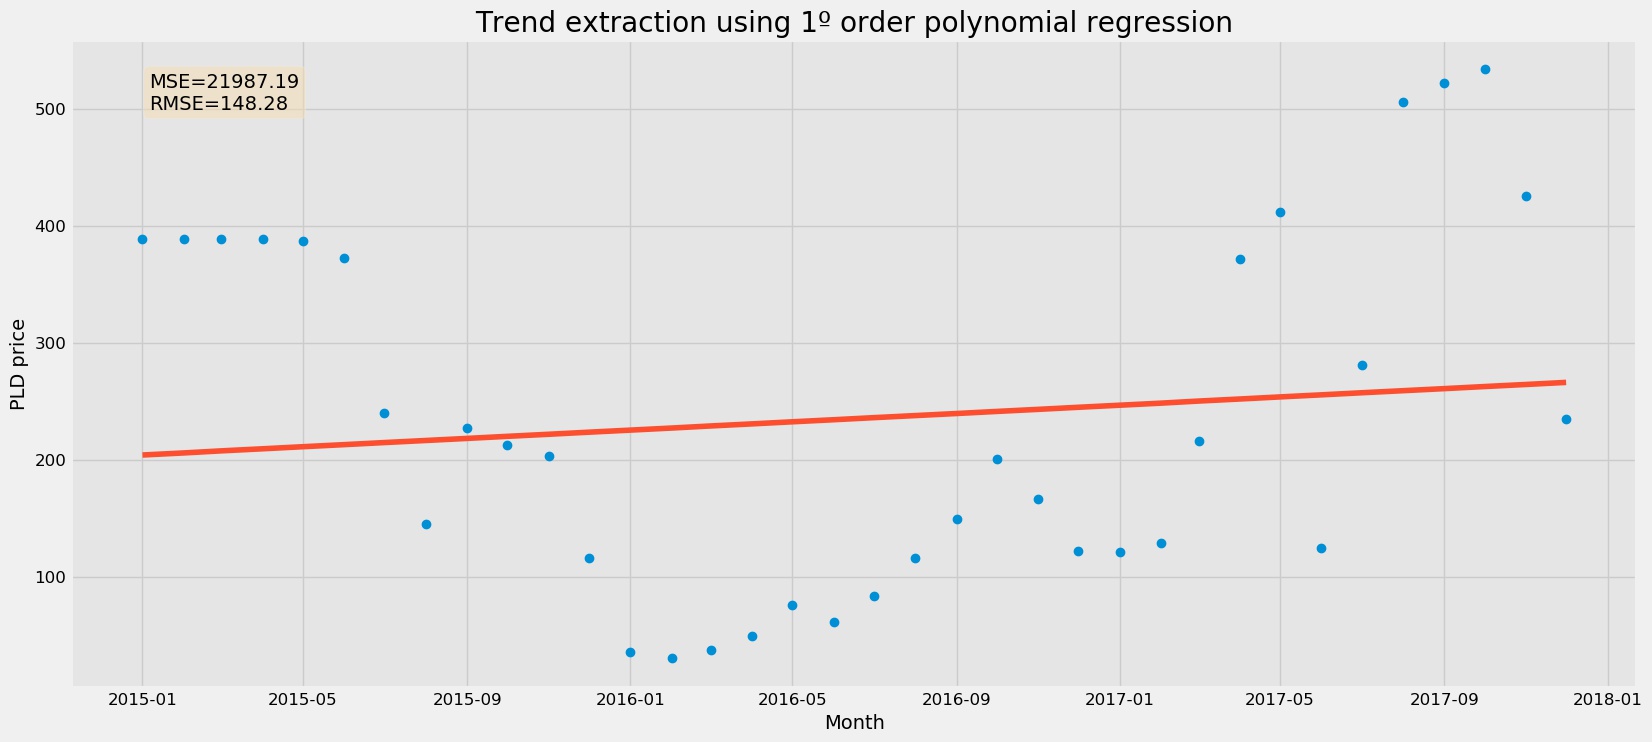 Trend extraction using 1º order polynomial regression
MSE=21987.19
RMSE=148.28
500
400
300
200
100
PLD price
2015-01 2015-05 2015-09 2016-01 2016-05 2016-09 2017-01 2017-05 2017-09 2018-01
Month